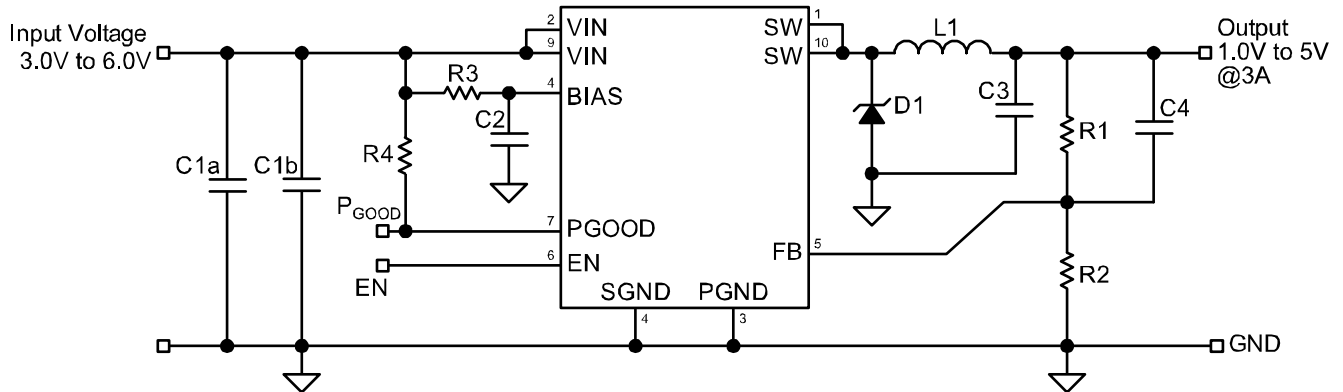 Input Voltage
3.0V to 6.0V
C1a
C1b
R3
R4
C2
P GOOD
EN
2
VIN
9
VIN
4
BIAS
7
PGOOD
6
EN
SGND
4
PGND
3
1
SW
10
SW
5
FB
L1
D1
C3
R1
C4
R2
Output
1.0V to 5V
@3A
GND